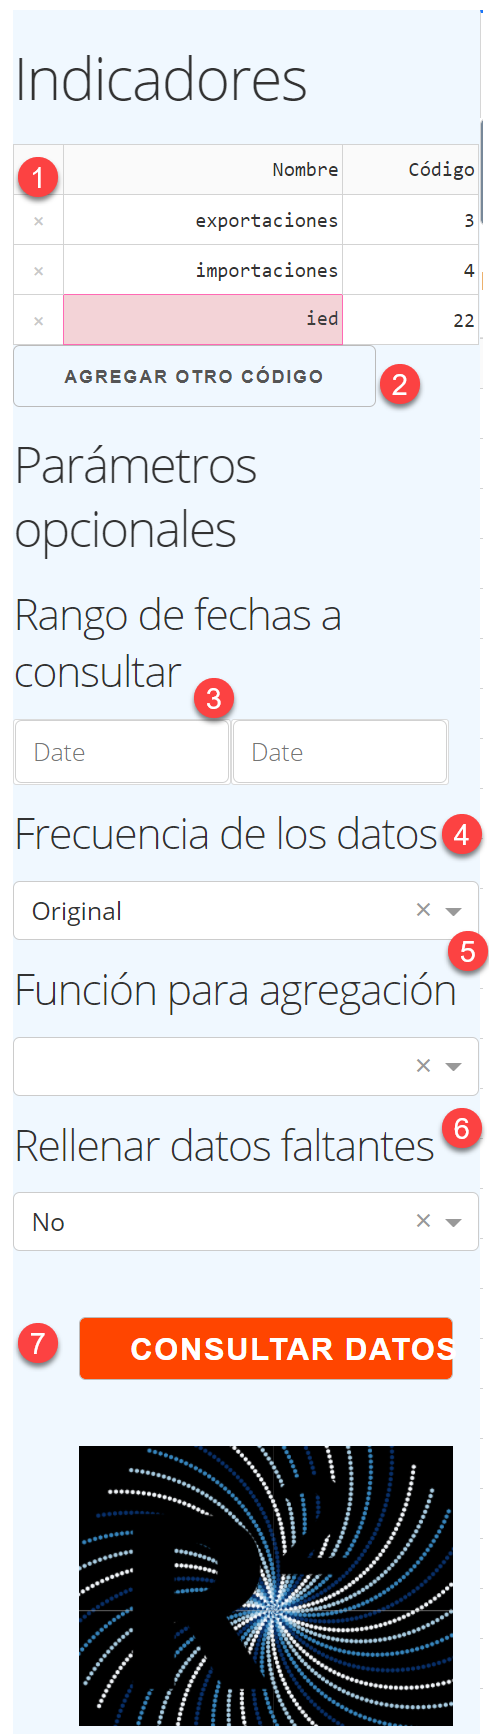 Indicadores
1 Nombre Código
× exportaciones 3
× importaciones 4
× ied 22
AGREGAR OTRO CÓDIGO 2
Parámetros
opcionales
Rango de fechas a
consultar
3
Date Date
Frecuencia de los datos 4
Original ×
5
Función para agregación
×
Rellenar datos faltantes 6
No ×
7 CONSULTAR DATOS
R²